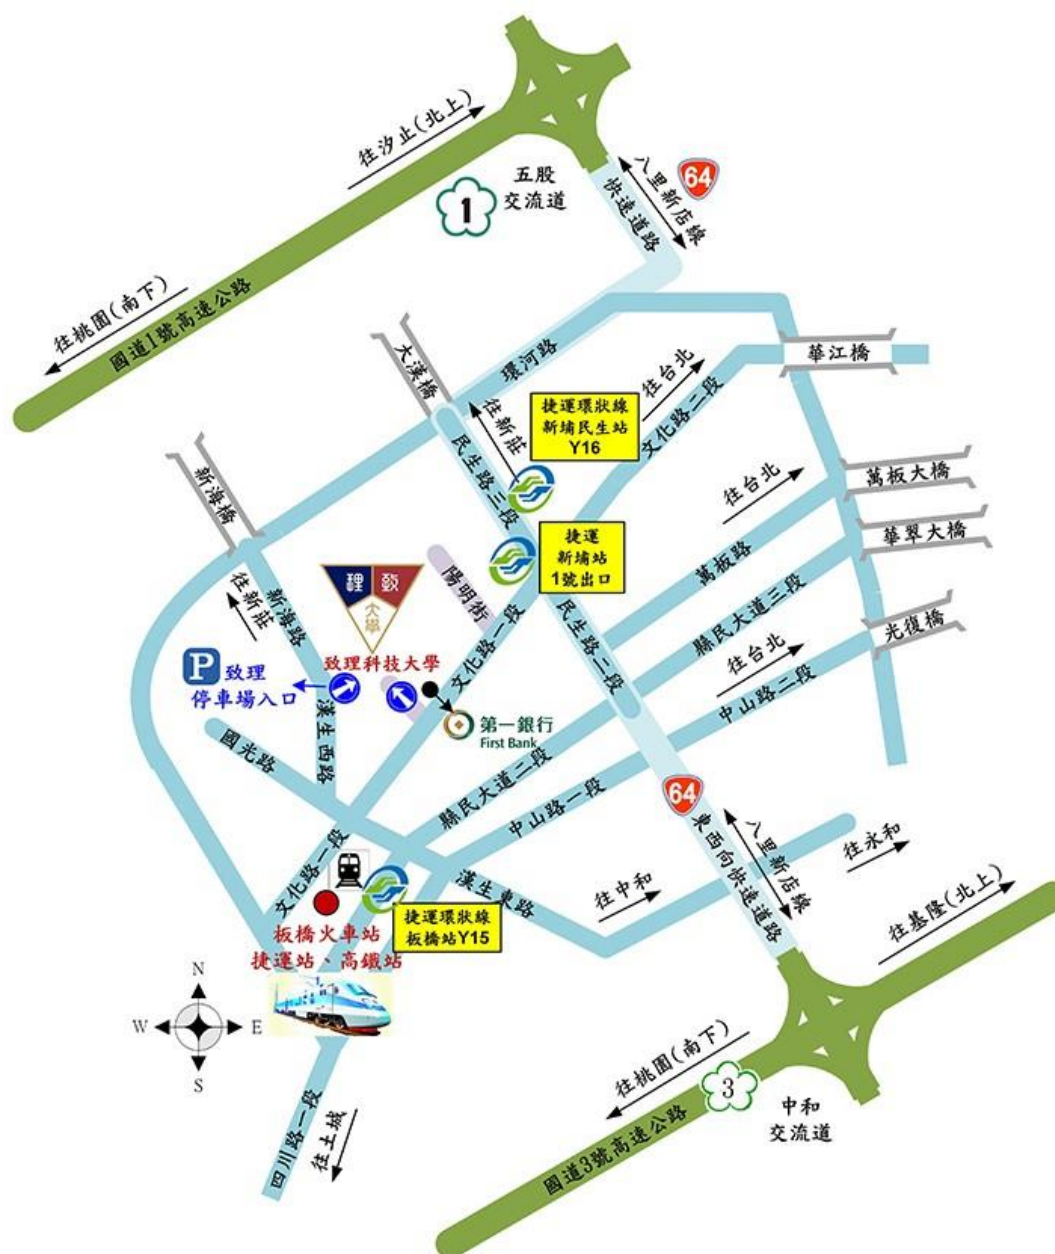 往汐止(北上)
五股
交流道
1
64
八里新店線
快速道路
往桃園(南下)
國道1號高速公路
大漢橋
環河路
華江橋
往台北
文化路二段
往新莊
捷運環狀線
新埔民生站
Y16
民生路三段
新海橋
往台北
萬板大橋
萬板路
華翠大橋
捷運
新埔站
1號出口
陽明街
縣民大道三段
往新莊
新海路
理
致
大學
文化路一段
民生路二段
光復橋
往台北
中山路二段
P
致理
停車場入口
致理科技大學
漢生西路
第一銀行
First Bank
國光路
縣民大道二段
中山路一段
64
八里新店線
東西向快速道路
往永和
往中和
漢生東路
文化路一段
捷運環狀線
板橋站Y15
板橋火車站
捷運站、高鐵站
往基隆(北上)
N
W
E
S
往桃園(南下)
3
中和
交流道
國道3號高速公路
四川路一段
往土城